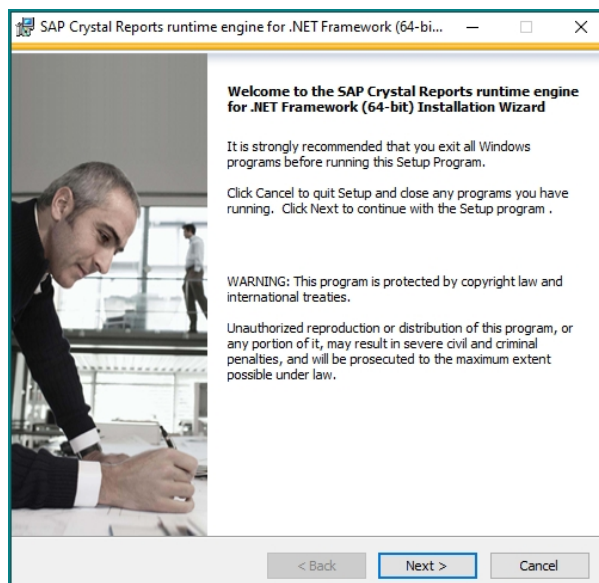 SAP Crystal Reports runtime engine for .NET Framework (64-bi...
Welcome to the SAP Crystal Reports runtime engine
for .NET Framework (64-bit) Installation Wizard
It is strongly recommended that you exit all Windows
programs before running this Setup Program.
Click Cancel to quit Setup and close any programs you have
running. Click Next to continue with the Setup program .
WARNING: This program is protected by copyright law and
international treaties.
Unauthorized reproduction or distribution of this program, or
any portion of it, may result in severe civil and criminal
penalties, and will be prosecuted to the maximum extent
possible under law.
< Back
Next >
Cancel